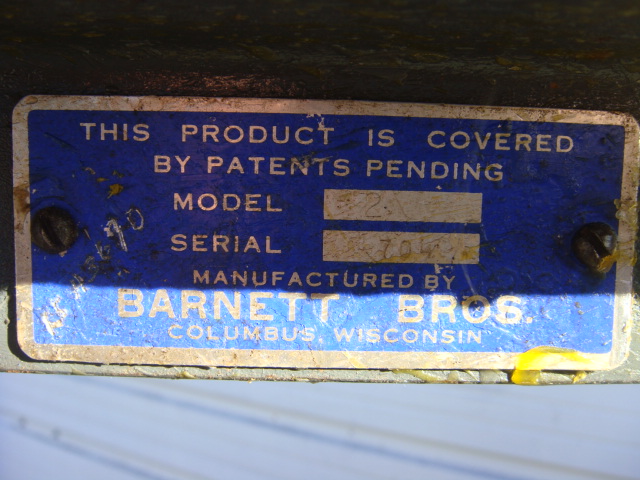 THIS PRODUCT IS COVERED
BY PATENTS PENDING
MODEL
SERIAL
MANUFACTURED BY
BARNETT BROS.
COLUMBUS, WISCONSIN